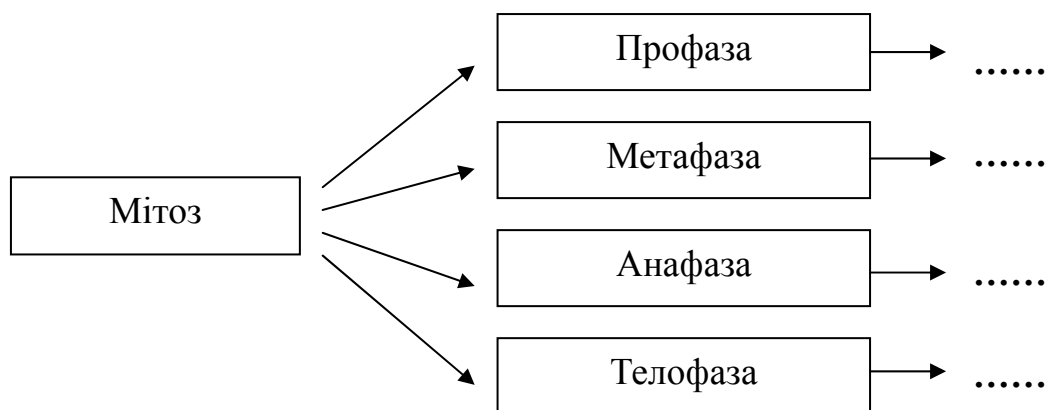 Профаза ......
Метафаза ......
Мітоз
Анафаза ......
Телофаза ......